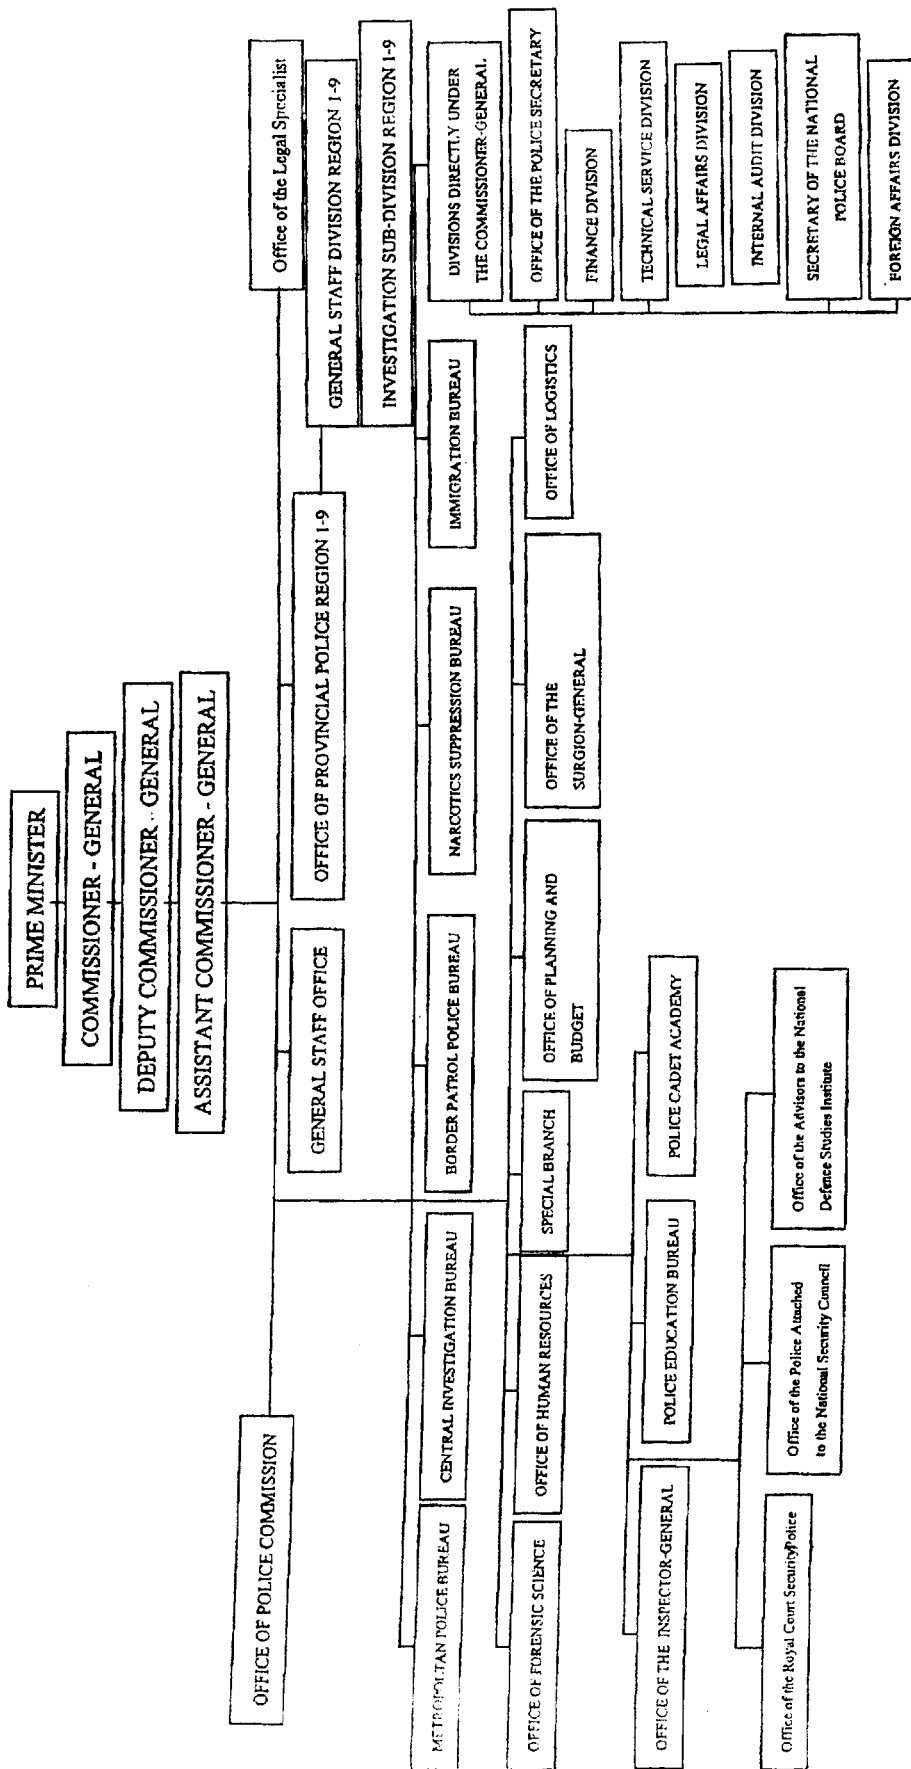 PRIME MINISTER
COMMISSIONER - GENERAL
DEPUTY COMMISSIONER - GENERAL
ASSISTANT COMMISSIONER - GENERAL
OFFICE OF POLICE COMMISSION
GENERAL STAFF OFFICE
OFFICE OF PROVINCIAL POLICE REGION 1-9
Office of the Legal Specialist
GENERAL STAFF DIVISION REGION 1-9
INVESTIGATION SUB-DIVISION REGION 1-9
METROPOLITAN POLICE BUREAU
CENTRAL INVESTIGATION BUREAU
BORDER PATROL POLICE BUREAU
NARCOTICS SUPPRESSION BUREAU
IMMIGRATION BUREAU
DIVISIONS DIRECTLY UNDER
THE COMMISSIONER-GENERAL
OFFICE OF THE POLICE SECRETARY
FINANCE DIVISION
TECHNICAL SERVICE DIVISION
LEGAL AFFAIRS DIVISION
INTERNAL AUDIT DIVISION
SECRETARY OF THE NATIONAL
POLICE BOARD
FOREIGN AFFAIRS DIVISION
OFFICE OF FORENSIC SCIENCE
OFFICE OF HUMAN RESOURCES
SPECIAL BRANCH
OFFICE OF PLANNING AND
BUDGET
OFFICE OF THE
SURGION-GENERAL
OFFICE OF LOGISTICS
OFFICE OF THE INSPECTOR-GENERAL
POLICE EDUCATION BUREAU
POLICE CADET ACADEMY
Office of the Royal Court SecurityPolice
Office of the Police Attached
to the National Security Council
Office of the Advisors to the National
Defence Studies Institute